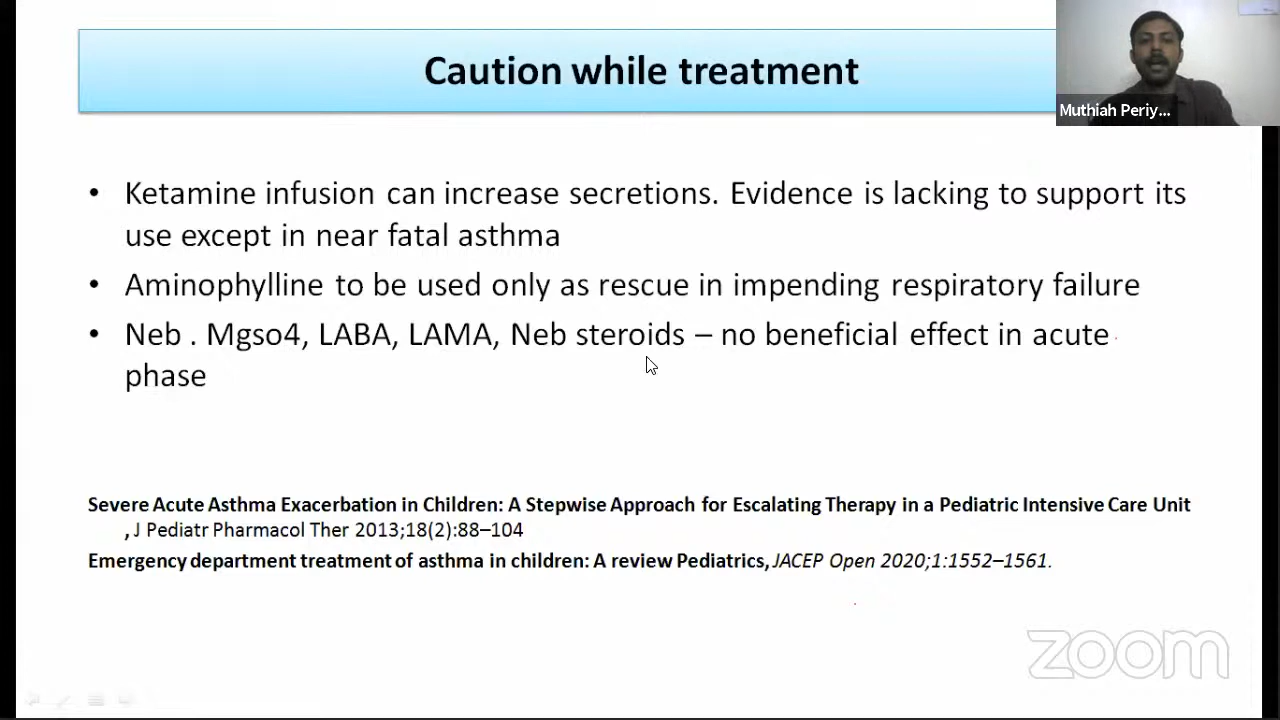 Caution while treatment
Muthiah Periy...
• Ketamine infusion can increase secretions. Evidence is lacking to support its
use except in near fatal asthma
• Aminophylline to be used only as rescue in impending respiratory failure
• Neb . Mgso4, LABA, LAMA, Neb steroids – no beneficial effect in acute
phase
Severe Acute Asthma Exacerbation in Children: A Stepwise Approach for Escalating Therapy in a Pediatric Intensive Care Unit
, J Pediatr Pharmacol Ther 2013;18(2):88–104
Emergency department treatment of asthma in children: A review Pediatrics, JACEP Open 2020;1:1552–1561.
zoom